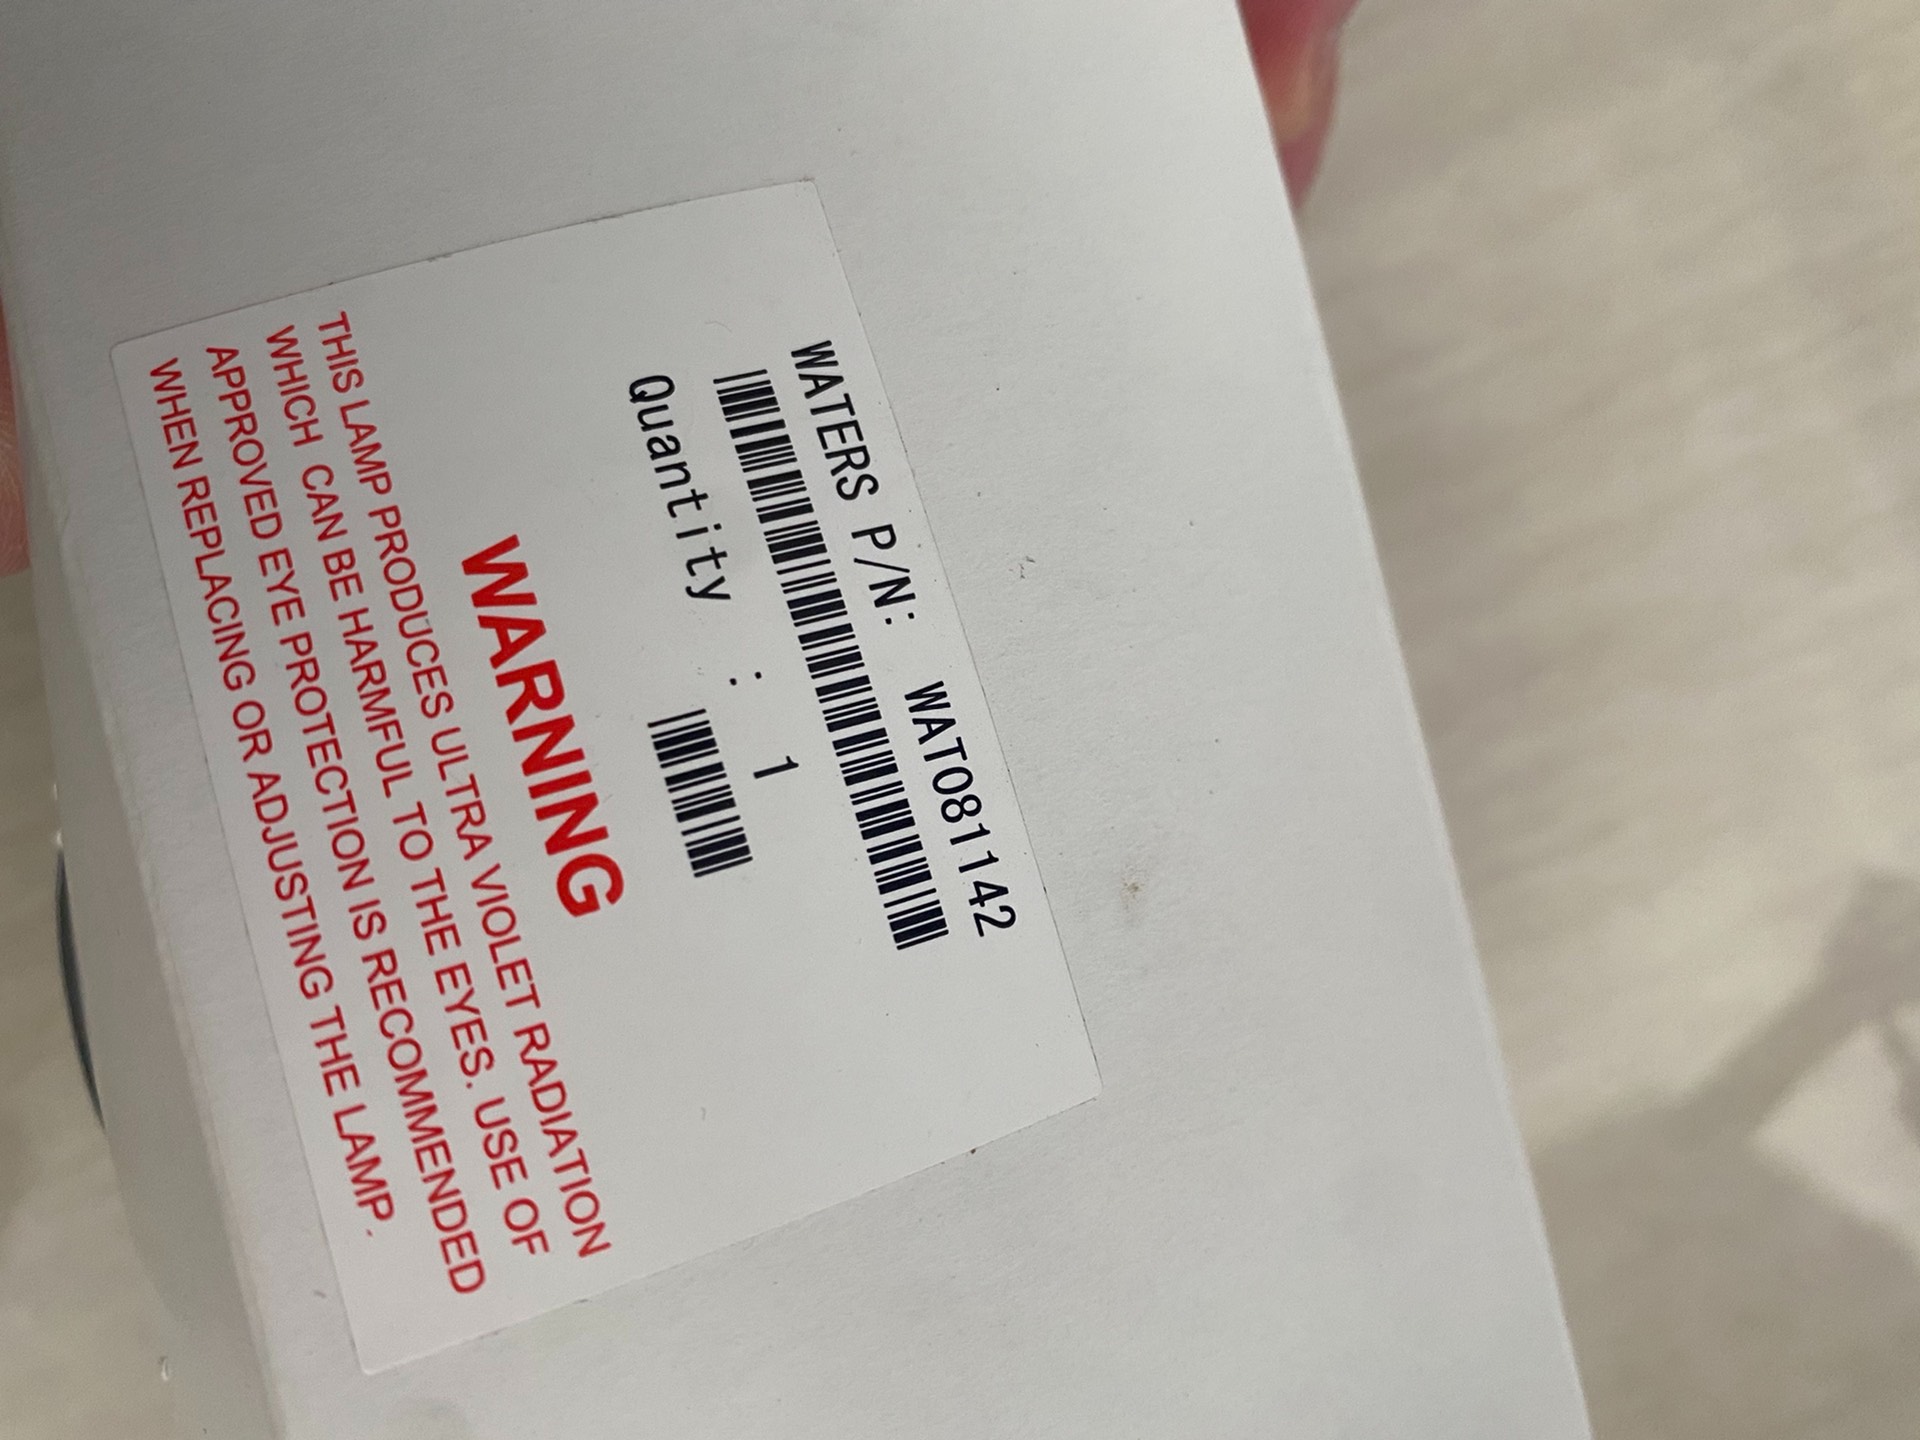 WATERS P/N: WAT081142
Quantity : 1
WARNING
THIS LAMP PRODUCES ULTRA VIOLET RADIATION
WHICH CAN BE HARMFUL TO THE EYES. USE OF
APPROVED EYE PROTECTION IS RECOMMENDED
WHEN REPLACING OR ADJUSTING THE LAMP.